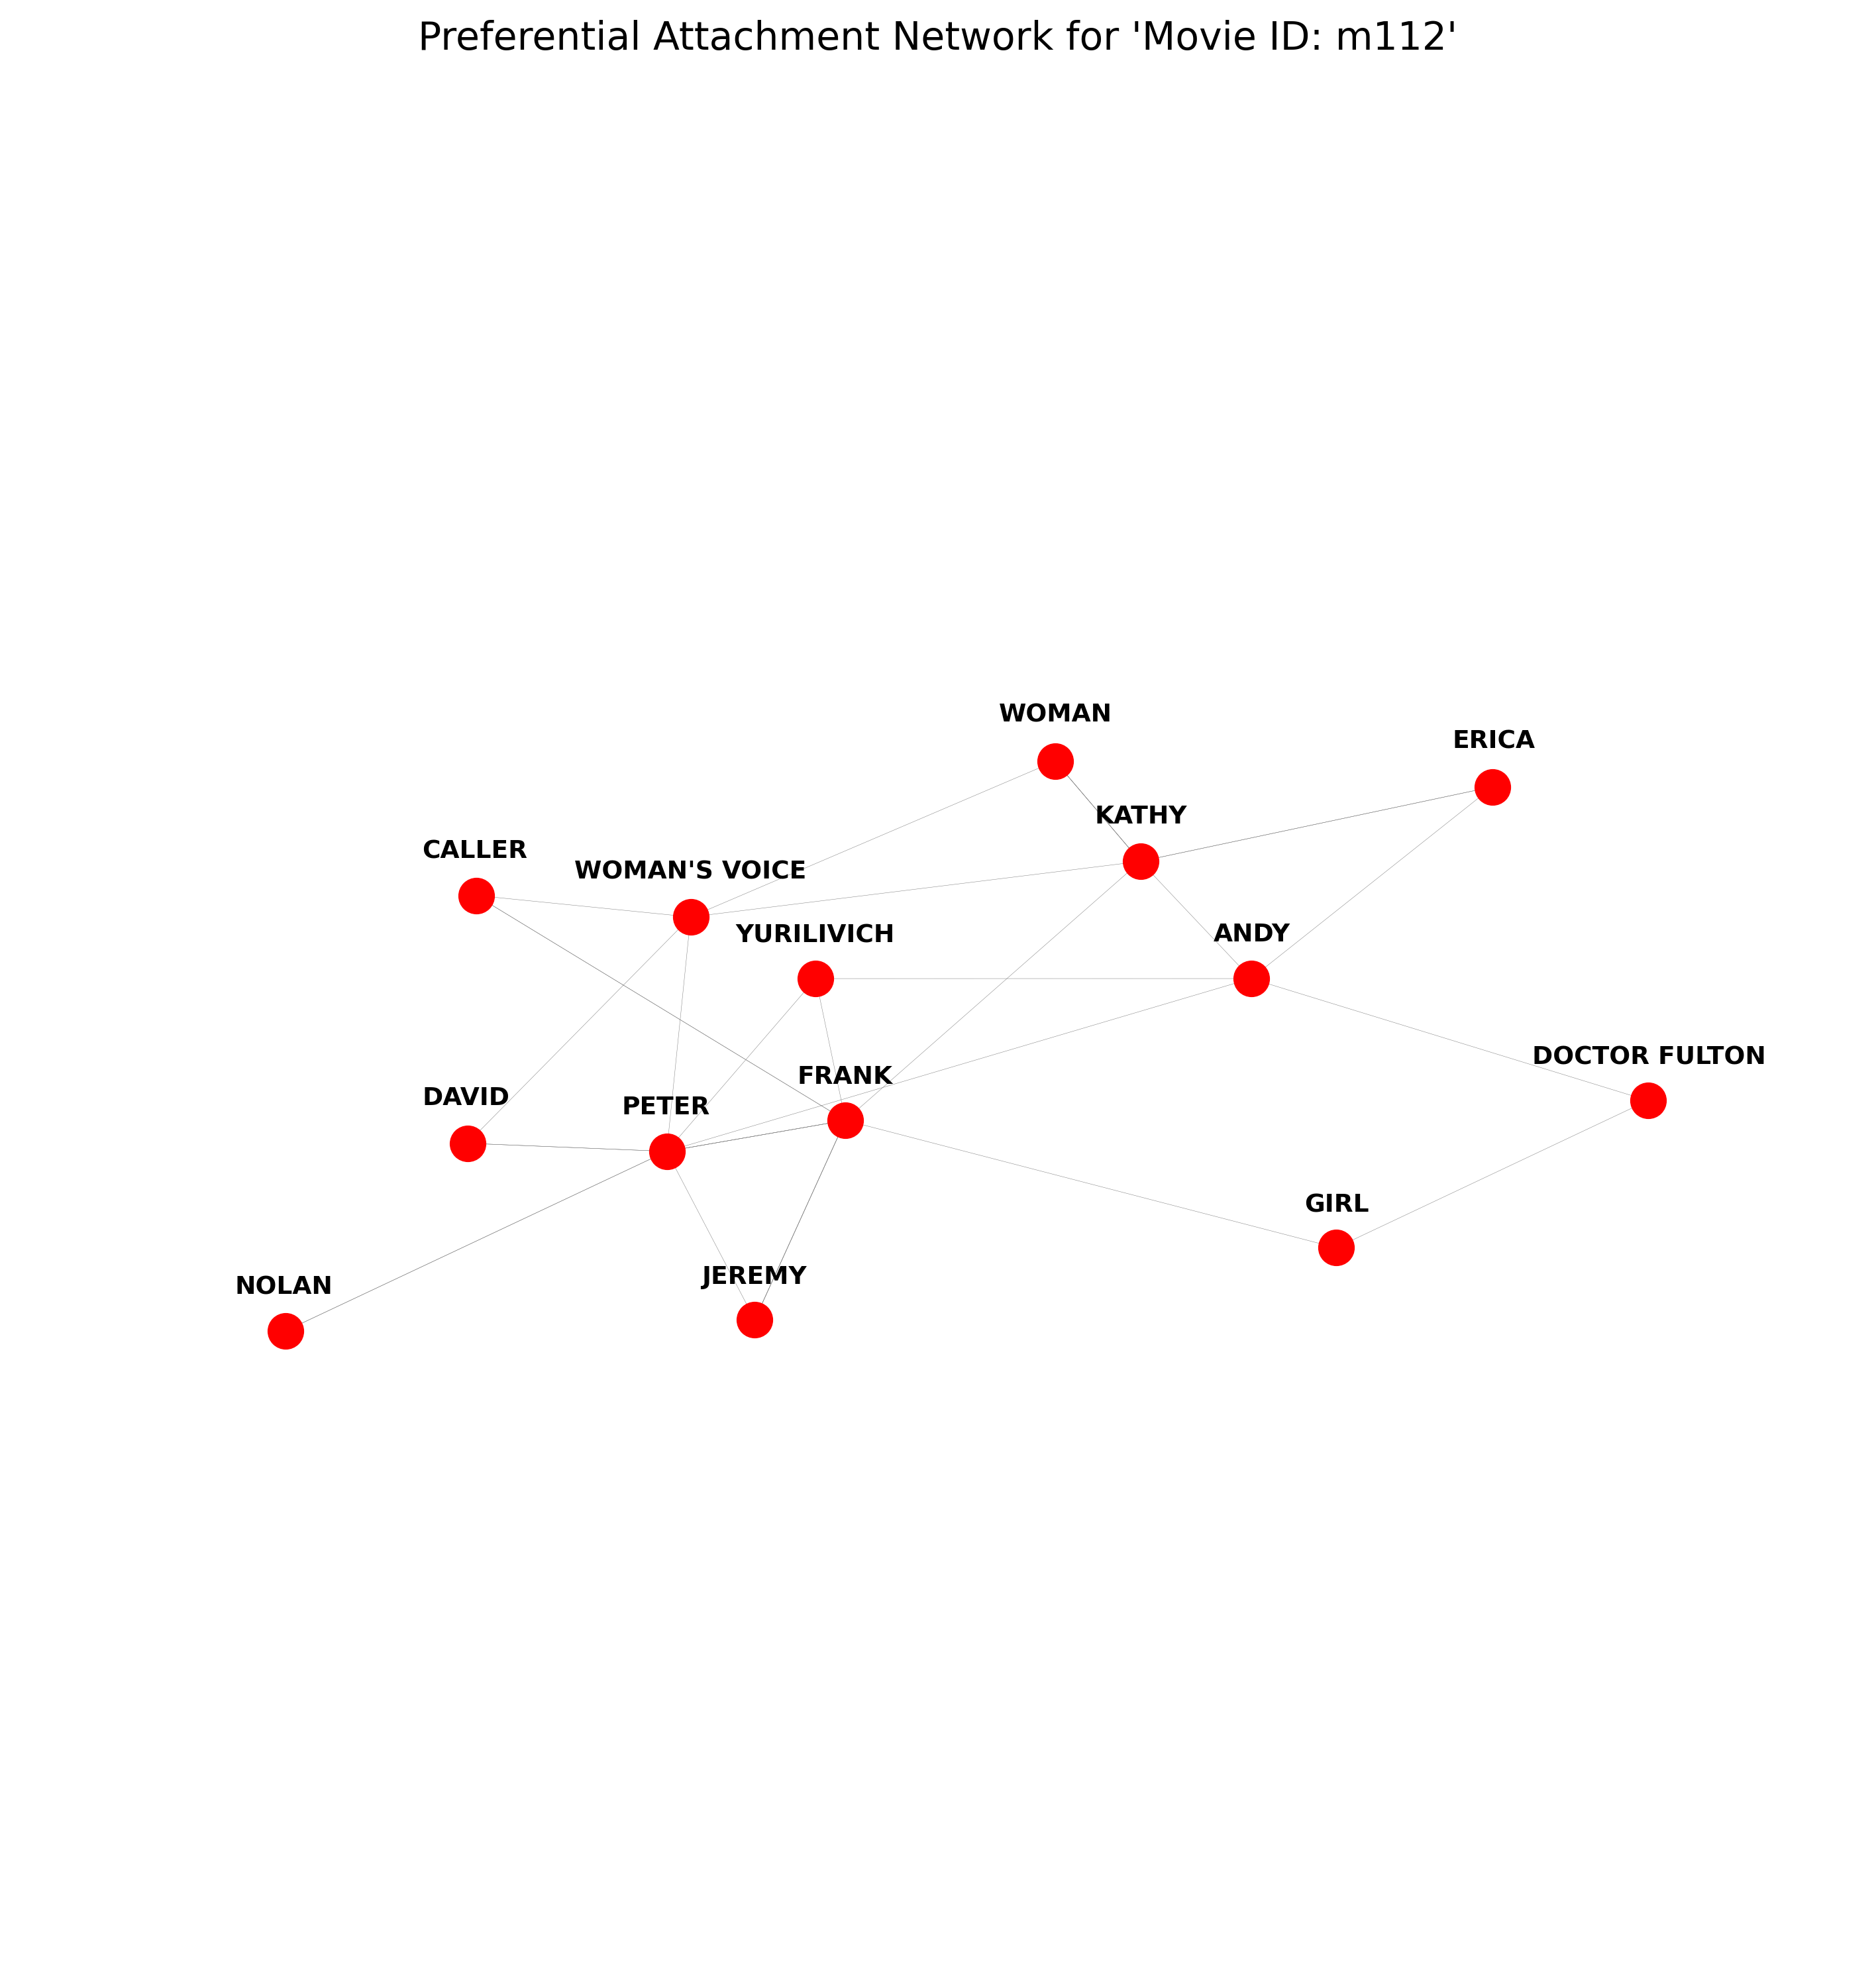 Preferential Attachment Network for 'Movie ID: m112'
WOMAN
ERICA
KATHY
CALLER
WOMAN'S VOICE
YURILIVICH
ANDY
DOCTOR FULTON
FRANK
DAVID
PETER
GIRL
JEREMY
NOLAN